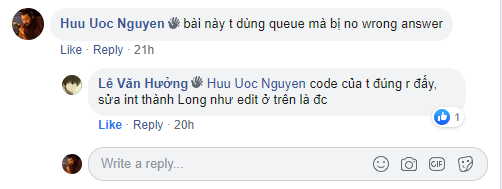 Huu Uoc Nguyen bài này t dùng queue mà bị no wrong answer
Like · Reply · 21h
Lê Văn Hưởng Huu Uoc Nguyen code của t đúng r đấy,
sửa int thành Long như edit ở trên là đc
1
Like · Reply · 20h
Write a reply...
GIF